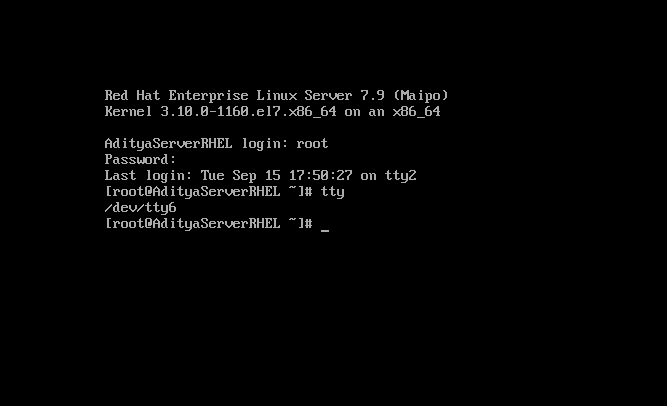 Red Hat Enterprise Linux Server 7.9 (Maipo)
Kernel 3.10.0-1160.el7.x86_64 on an x86_64
AdityaServerRHEL login: root
Password:
Last login: Tue Sep 15 17:50:27 on tty2
[root@AdityaServerRHEL ~]# tty
/dev/tty6
[root@AdityaServerRHEL ~]# _